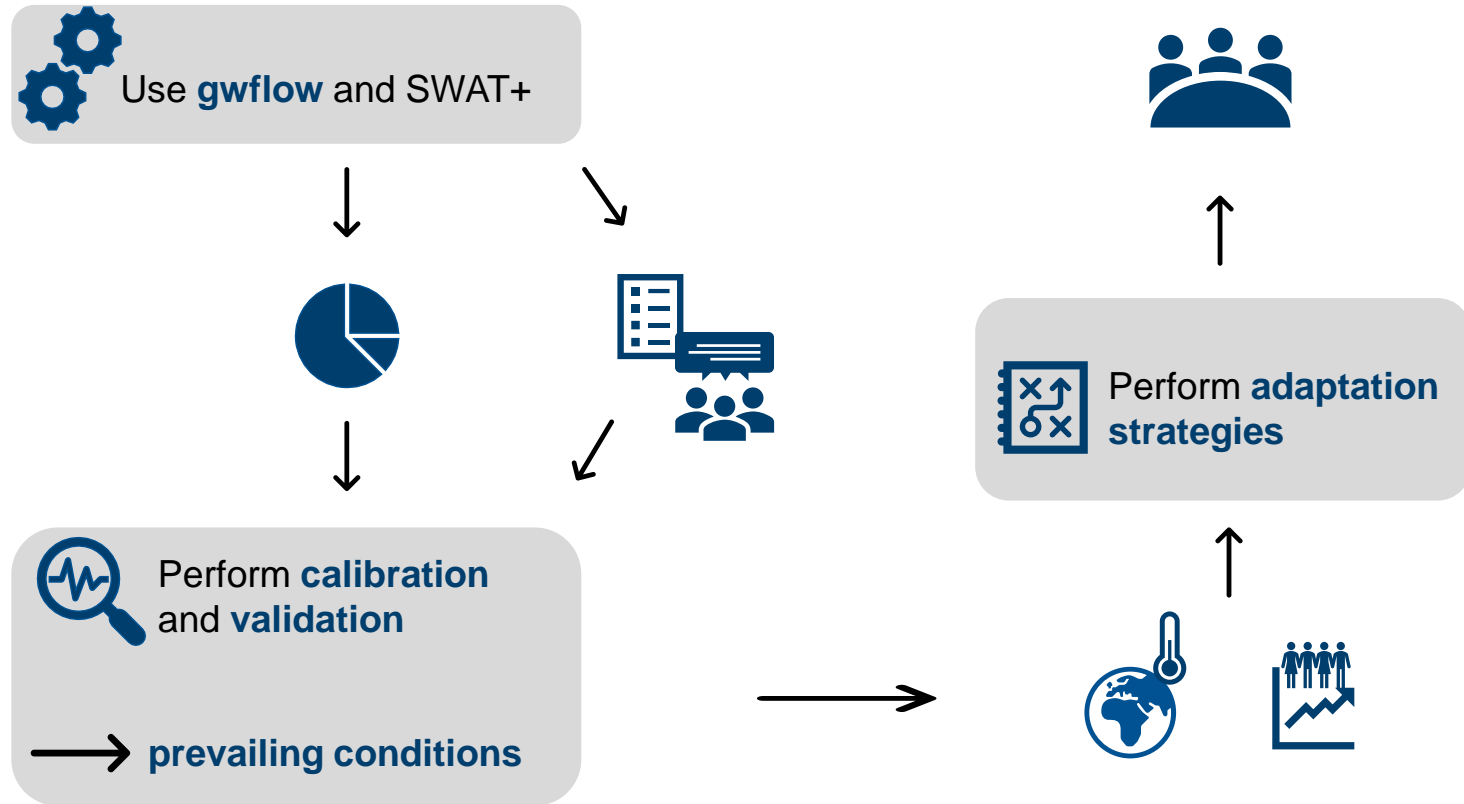 Use gwflow and SWAT+
Perform calibration
and validation
prevailing conditions
Perform adaptation
strategies